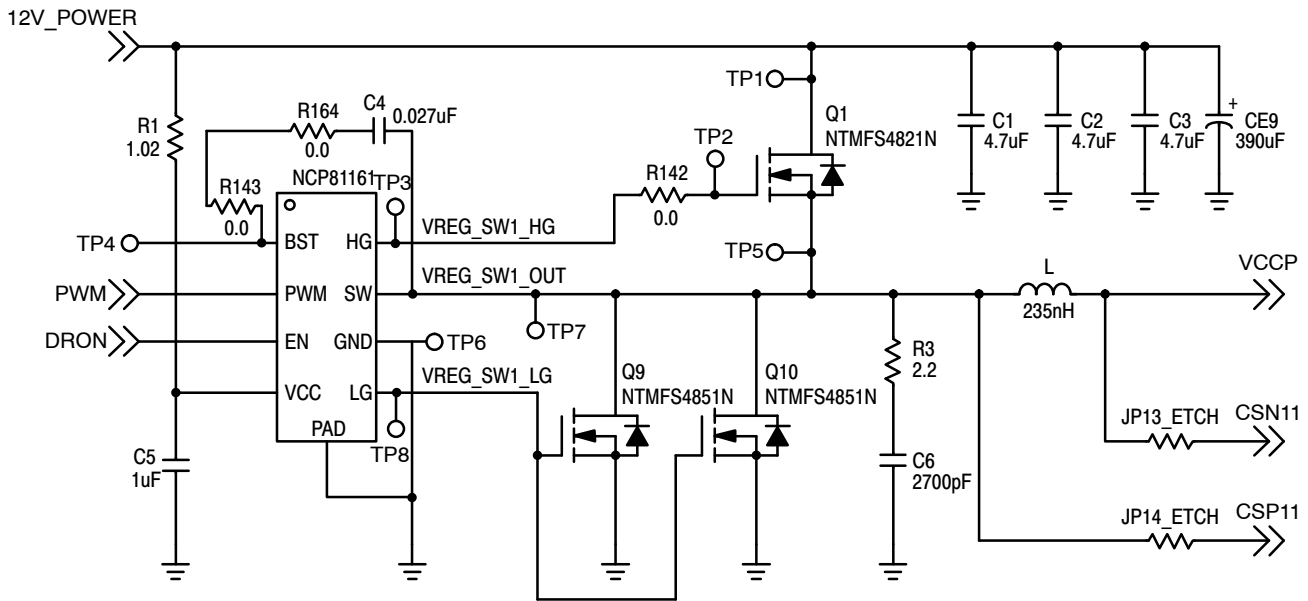 12V_POWER
TP1
R164
0.0
C4
0.027uF
R1
1.02
Q1
NTMFS4821N
C1
4.7uF
C2
4.7uF
C3
4.7uF
+
CE9
390uF
R143
0.0
NCP81161
TP3
TP2
R142
0.0
TP4
BST
HG
VREG_SW1_HG
TP5
PWM
PWM
SW
VREG_SW1_OUT
L
235nH
VCCP
DRON
EN
GND
TP6
TP7
VCC
LG
VREG_SW1_LG
PAD
TP8
Q9
NTMFS4851N
Q10
NTMFS4851N
R3
2.2
C5
1uF
C6
2700pF
JP13_ETCH
CSN11
JP14_ETCH
CSP11